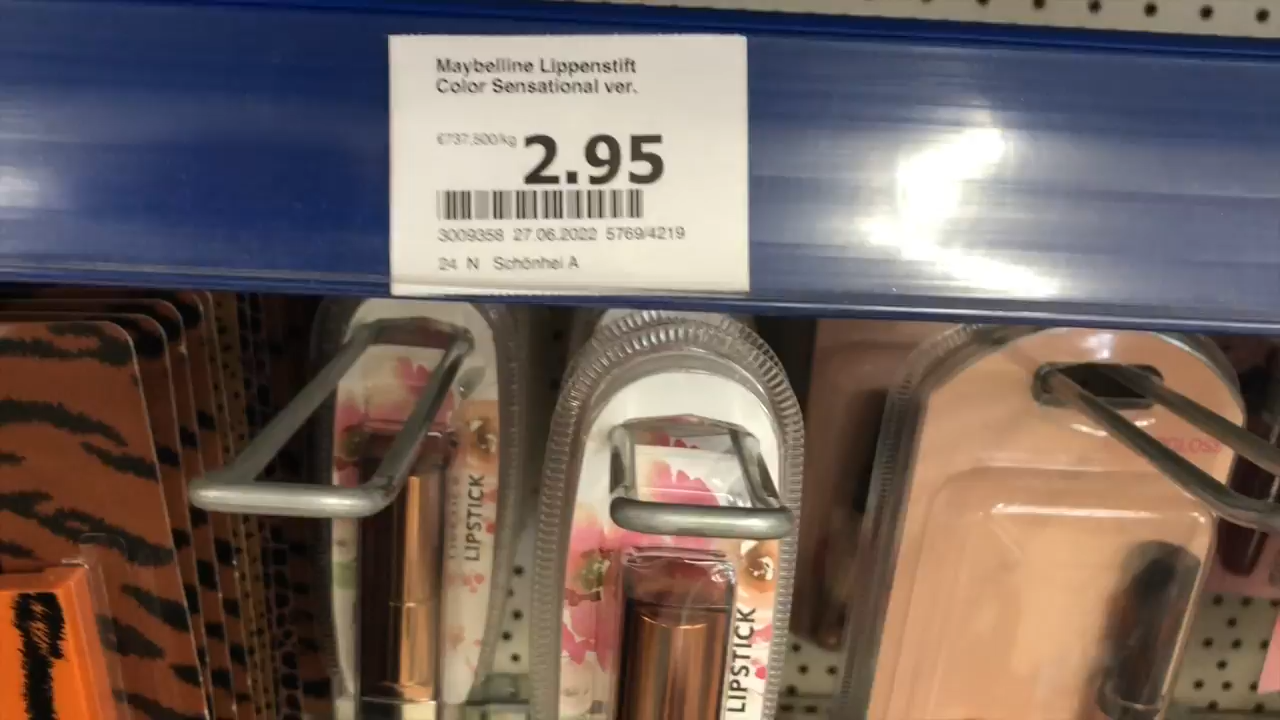 Maybelline Lippenstift
Color Sensational ver.
€737,500/kg
2.95
3009358 27.06.2022 5769/4219
24 N Schönhei A
LIPSTICK
LIPSTICK